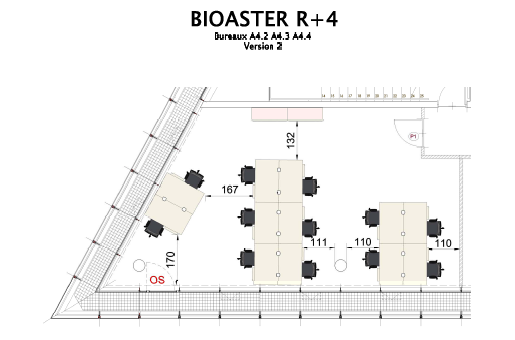 BIOASTER R+4
Bureaux A4.2 A4.3 A4.4
Version 2
P1
132
167
111
110
110
170
OS